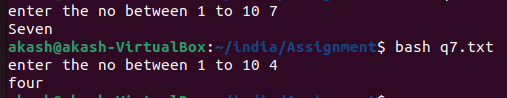 enter the no between 1 to 10 7
Seven
akash@akash-VirtualBox:~/india/Assignment$ bash q7.txt
enter the no between 1 to 10 4
four